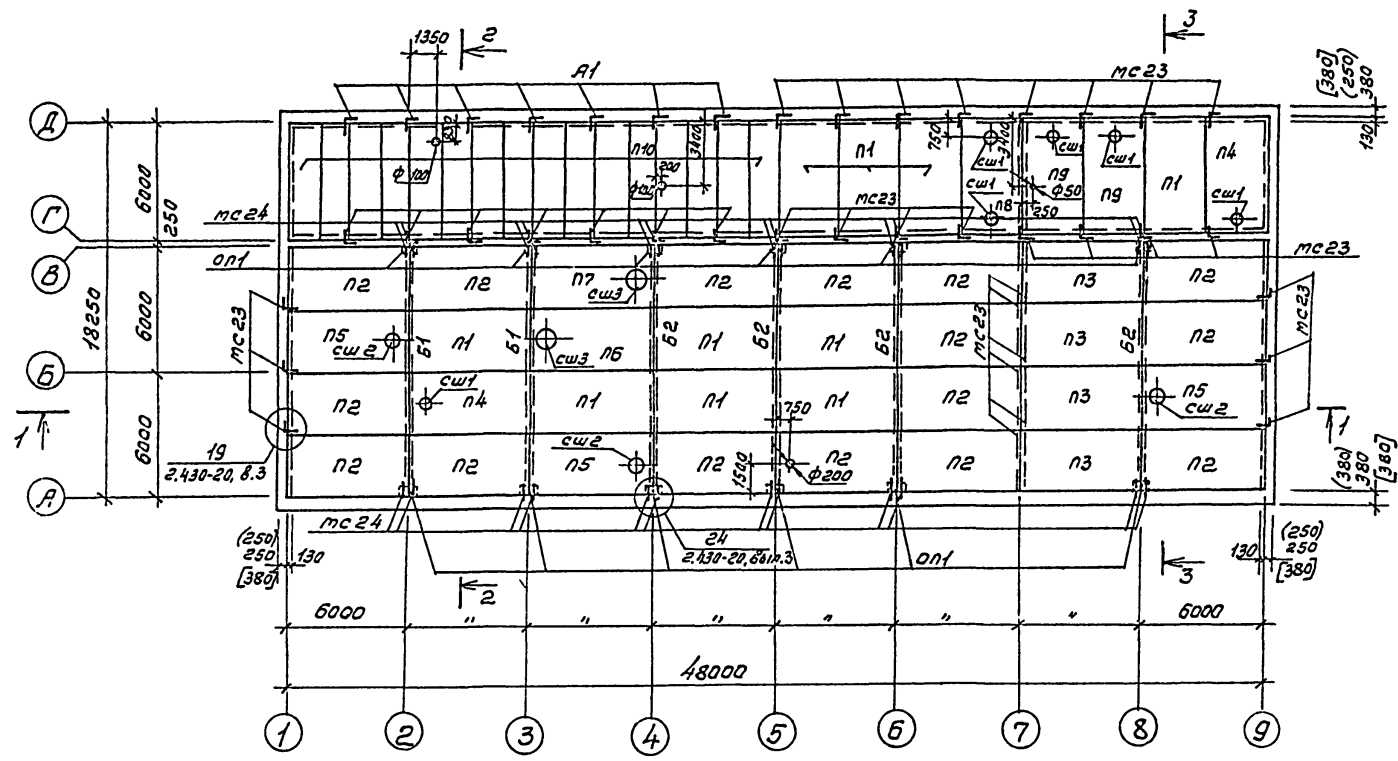 1350
2
3
А1
мс23
[380]
(250)
380
130
Д
Г
В
Б
А
6000
250
6000
6000
18250
ф100
п10
3400
200
п1
750
3400
сш1
сш1
сш1
п4
п9
п9
п1
ф50
250
сш1
п8
сш1
мс24
мс23
мс23
оп1
п2
п2
п7
п2
п2
п2
п3
п2
сш3
мс23
п5
сш2
Б1
п1
Б1
сш3
п6
Б2
п1
Б2
п1
Б2
п2
мс23
п3
Б2
п2
мс23
п2
сш1
п4
п1
п1
п1
п2
п3
п5
сш2
1
1
19
2.430-20, в.3
750
п2
п2
п5
сш2
п2
1500
п2
ф200
п2
п3
п2
(380)
380
[380]
мс24
24
2.430-20, вып.3
оп1
(250)
250
[380]
130
130
(250)
250
[380]
2
3
6000
"
"
"
"
"
"
6000
48000
1
2
3
4
5
6
7
8
9